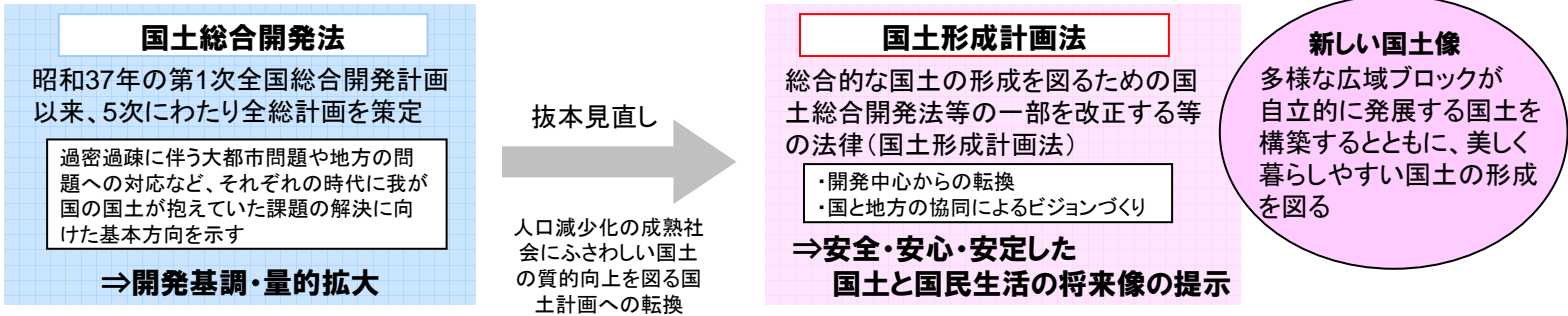 国土総合開発法
昭和37年の第1次全国総合開発計画
以来、5次にわたり全総計画を策定
過密過疎に伴う大都市問題や地方の問
題への対応など、それぞれの時代に我が
国の国土が抱えていた課題の解決に向
けた基本方向を示す
⇒開発基調・量的拡大
抜本見直し
人口減少化の成熟社
会にふさわしい国土
の質的向上を図る国
土計画への転換
国土形成計画法
総合的な国土の形成を図るための国
土総合開発法等の一部を改正する等
の法律（国土形成計画法）
・開発中心からの転換
・国と地方の協同によるビジョンづくり
⇒安全・安心・安定した
国土と国民生活の将来像の提示
新しい国土像
多様な広域ブロックが
自立的に発展する国土を
構築するとともに、美しく
暮らしやすい国土の形成
を図る